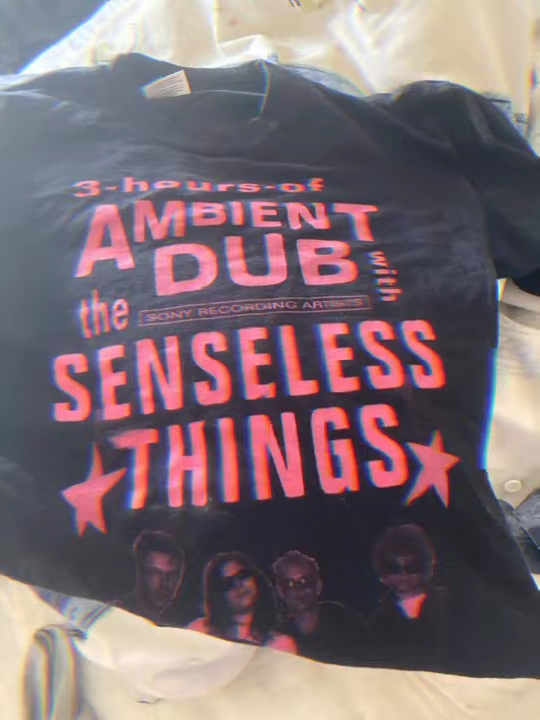 3-hours-of
AMBIENT
DUB with
the SONY RECORDING ARTISTS
SENSELESS
THINGS